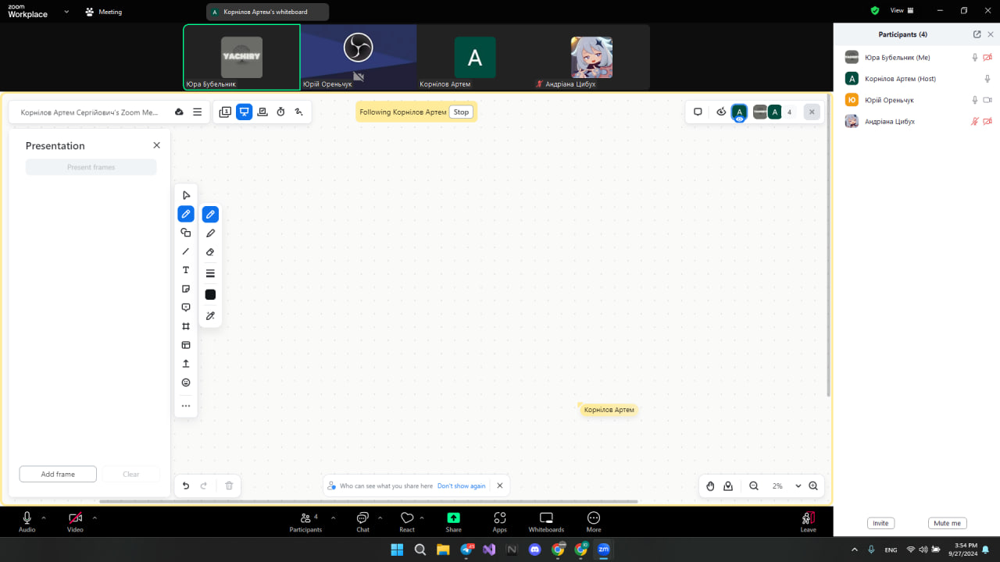 zoom
Workplace
Meeting
A
Корнілов Артем's whiteboard
View
YACHIRY
Юра Бубельник
Юрій Ореньчук
A
Корнілов Артем
Андріана Цибух
Participants (4)
Юра Бубельник (Me)
A
Корнілов Артем (Host)
Ю
Юрій Ореньчук
Андріана Цибух
Корнілов Артем Сергійович's Zoom Me...
1
Following Корнілов Артем
Stop
A
A
4
Presentation
Present frames
T
Корнілов Артем
Add frame
Clear
Who can see what you share here
Don't show again
2%
Audio
Video
4
Participants
Chat
React
Share
Apps
Whiteboards
More
Leave
Invite
Mute me
zm
ENG
3:54 PM
9/27/2024